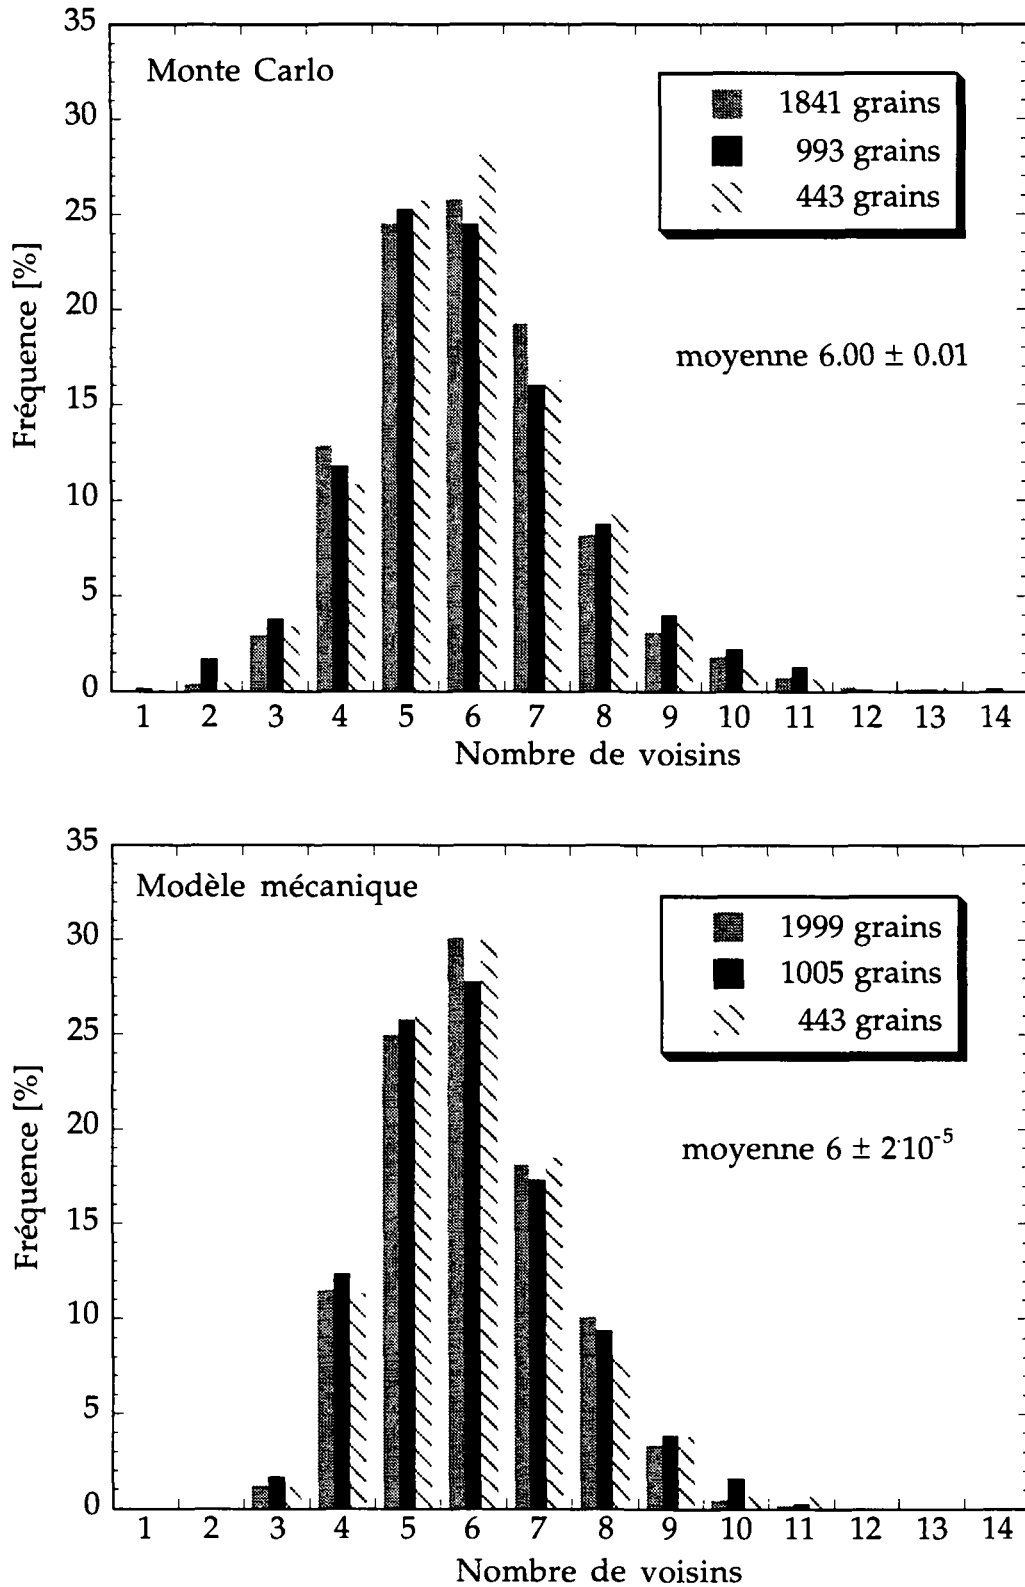 35
Monte Carlo
1841 grains
30
993 grains
443 grains
25
Fréquence [%]
20
moyenne 6.00 ± 0.01
15
10
5
0
1 2 3 4 5 6 7 8 9 10 11 12 13 14
Nombre de voisins
35
Modèle mécanique
1999 grains
30
1005 grains
443 grains
25
Fréquence [%]
20
moyenne 6 ± 2·10⁻⁵
15
10
5
0
1 2 3 4 5 6 7 8 9 10 11 12 13 14
Nombre de voisins